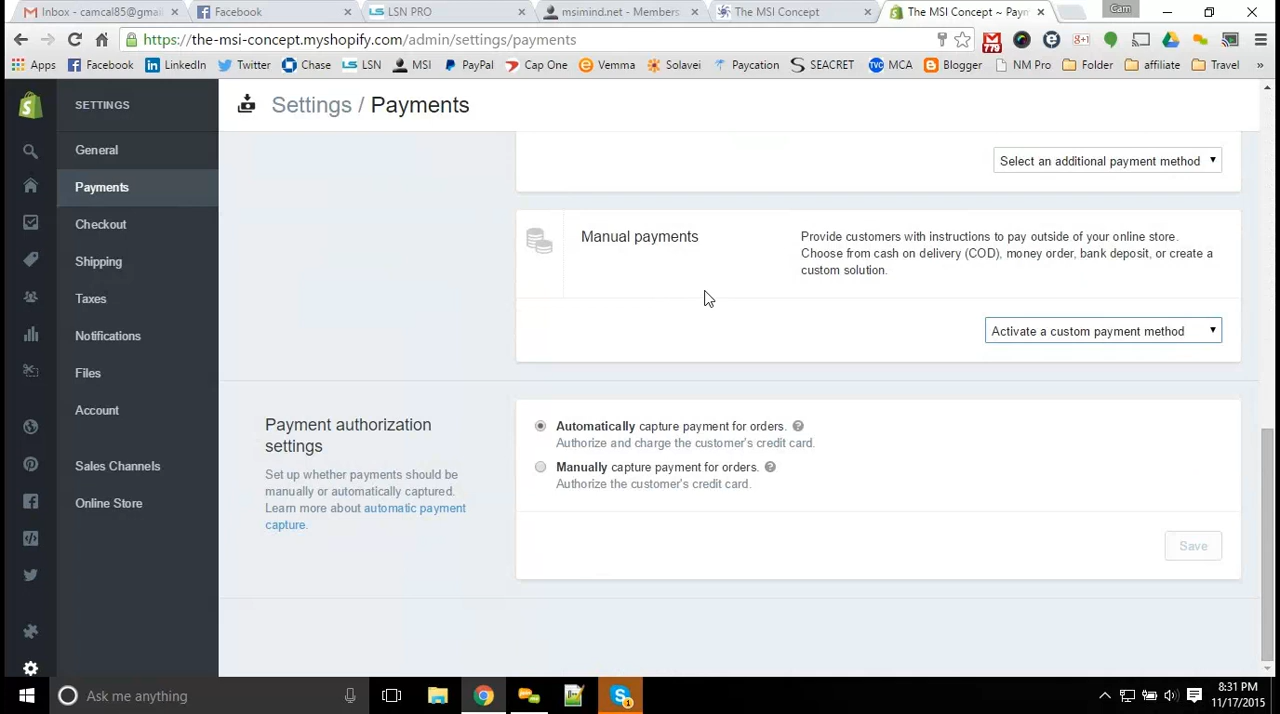 Inbox - camcal85@gmai
Facebook
LSN PRO
msimind.net - Members
The MSI Concept
The MSI Concept ~ Paym
Cam
https://the-msi-concept.myshopify.com/admin/settings/payments
Apps
Facebook
LinkedIn
Twitter
Chase
LSN
MSI
PayPal
Cap One
Vemma
Solavei
Paycation
SEACRET
MCA
Blogger
NM Pro
Folder
affiliate
Travel
»
SETTINGS
Settings / Payments
General
Payments
Checkout
Shipping
Taxes
Notifications
Files
Account
Sales Channels
Online Store
Select an additional payment method
Manual payments
Provide customers with instructions to pay outside of your online store.
Choose from cash on delivery (COD), money order, bank deposit, or create a
custom solution.
Activate a custom payment method
Payment authorization
settings
Set up whether payments should be
manually or automatically captured.
Learn more about automatic payment
capture.
Automatically capture payment for orders.
Authorize and charge the customer's credit card.
Manually capture payment for orders.
Authorize the customer's credit card.
Save
Ask me anything
8:31 PM
11/17/2015